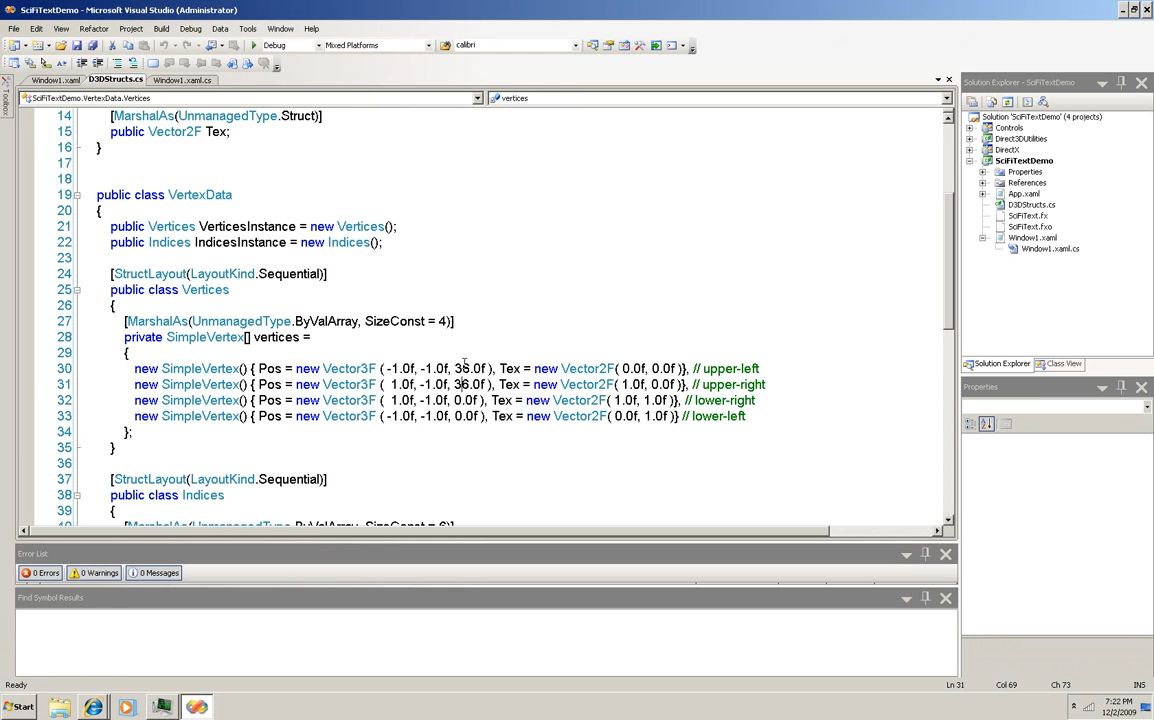 SciFiTextDemo - Microsoft Visual Studio (Administrator)
File Edit View Refactor Project Build Debug Data Tools Window Help
Debug Mixed Platforms calibri
Window1.xaml D3DStructs.cs Window1.xaml.cs
Toolbox
SciFiTextDemo.VertexData.Vertices vertices
14 [MarshalAs(UnmanagedType.Struct)]
15 public Vector2F Tex;
16 }
17
18
19 public class VertexData
20 {
21 public Vertices VerticesInstance = new Vertices();
22 public Indices IndicesInstance = new Indices();
23
24 [StructLayout(LayoutKind.Sequential)]
25 public class Vertices
26 {
27 [MarshalAs(UnmanagedType.ByValArray, SizeConst = 4)]
28 private SimpleVertex[] vertices =
29 {
30 new SimpleVertex() { Pos = new Vector3F ( -1.0f, -1.0f, 36.0f ), Tex = new Vector2F( 0.0f, 0.0f )}, // upper-left
31 new SimpleVertex() { Pos = new Vector3F ( 1.0f, -1.0f, 36.0f ), Tex = new Vector2F( 1.0f, 0.0f )}, // upper-right
32 new SimpleVertex() { Pos = new Vector3F ( 1.0f, -1.0f, 0.0f ), Tex = new Vector2F( 1.0f, 1.0f )}, // lower-right
33 new SimpleVertex() { Pos = new Vector3F ( -1.0f, -1.0f, 0.0f ), Tex = new Vector2F( 0.0f, 1.0f )} // lower-left
34 };
35 }
36
37 [StructLayout(LayoutKind.Sequential)]
38 public class Indices
39 {
[MarshalAs(UnmanagedType.ByValArray, SizeConst = 6)]
Solution Explorer - SciFiTextDemo
Solution 'SciFiTextDemo' (4 projects)
Controls
Direct3DUtilities
DirectX
SciFiTextDemo
Properties
References
App.xaml
D3DStructs.cs
SciFiText.fx
SciFiText.fxo
Window1.xaml
Window1.xaml.cs
Solution Explorer Class View
Properties
Error List
0 Errors 0 Warnings 0 Messages
Find Symbol Results
Ready Ln 31 Col 69 Ch 73 INS
Start 7:22 PM
12/2/2009